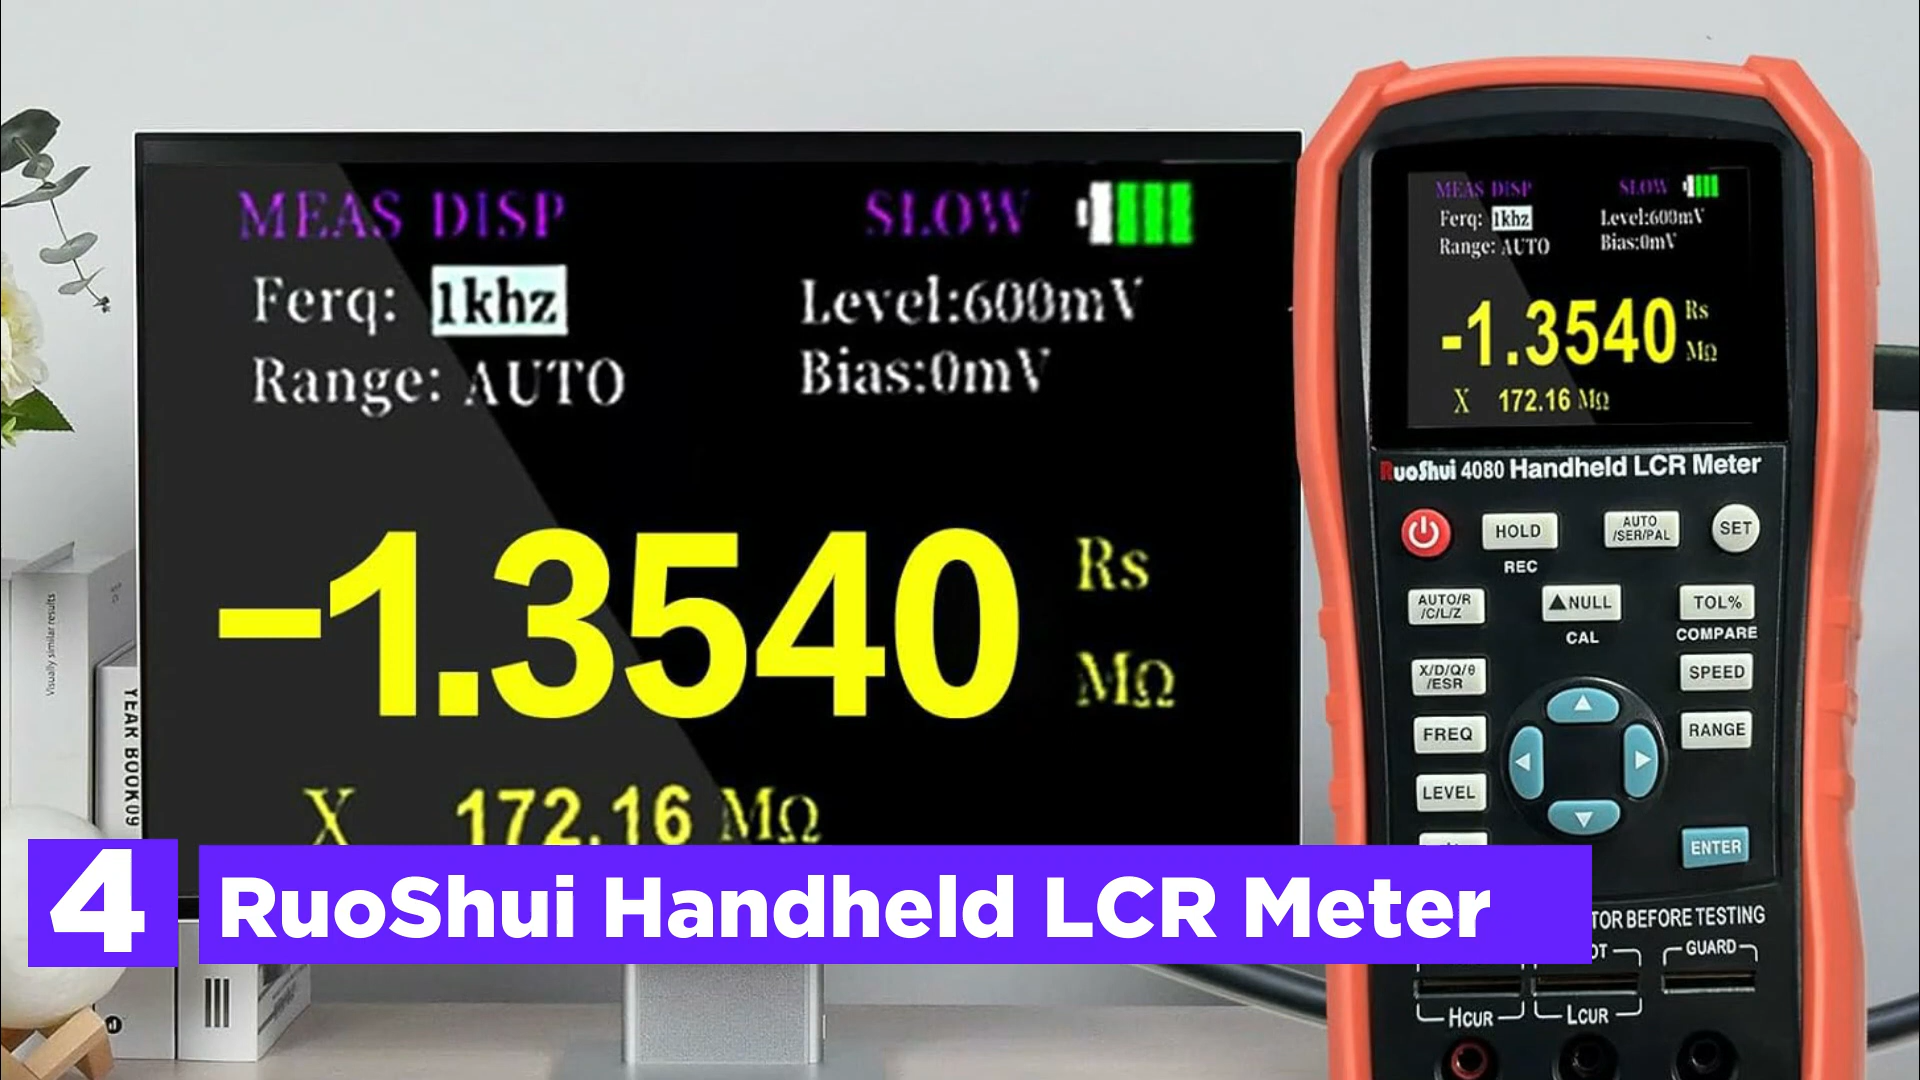 MEAS DISP
SLOW
Ferq: 1khz
Level:600mV
Range: AUTO
Bias:0mV
-1.3540
Rs
MΩ
X 172.16 MΩ
Visually similar results
YEAR BOOK09
4
RuoShui Handheld LCR Meter
MEAS DISP
SLOW
Ferq: 1khz
Level:600mV
Range: AUTO
Bias:0mV
-1.3540
Rs
MΩ
X 172.16 MΩ
RuoShui 4080 Handheld LCR Meter
HOLD
AUTO
/SER/PAL
SET
REC
AUTO/R
/C/L/Z
▲NULL
TOL%
CAL
COMPARE
X/D/Q/θ
/ESR
SPEED
FREQ
RANGE
LEVEL
ENTER
BEFORE TESTING
GUARD
HCUR
LCUR